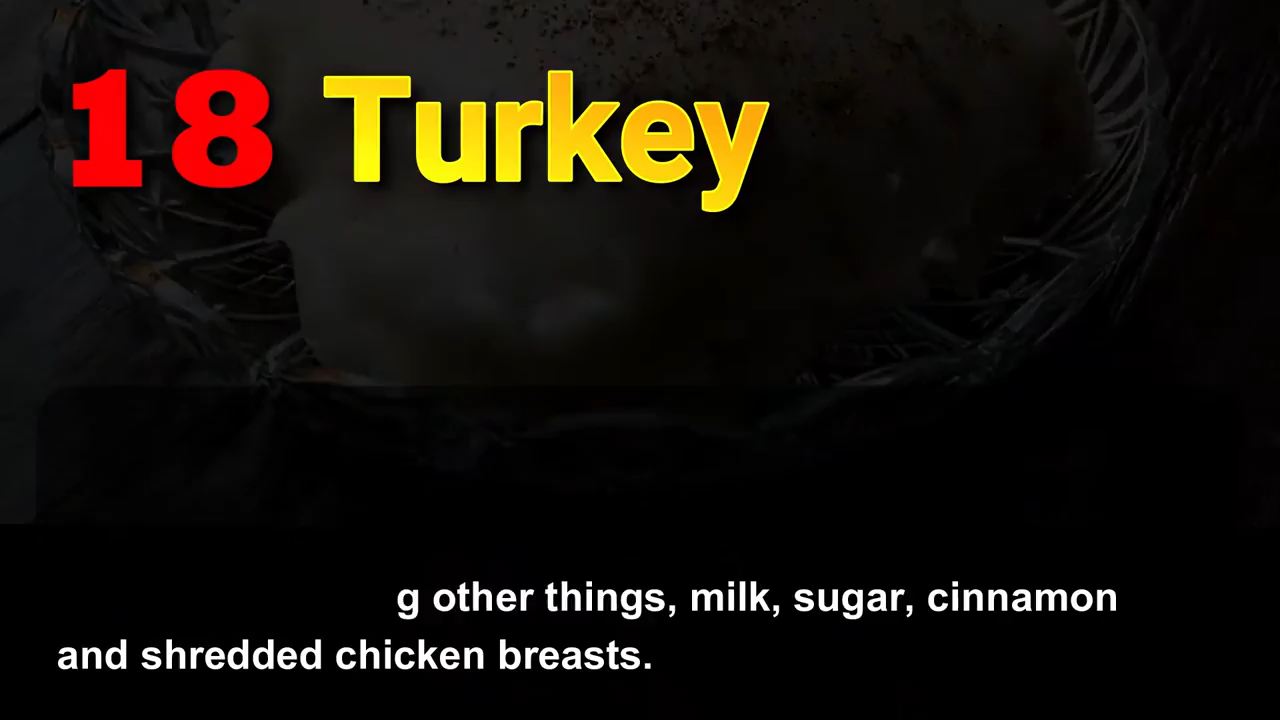 18 Turkey
g other things, milk, sugar, cinnamon
and shredded chicken breasts.